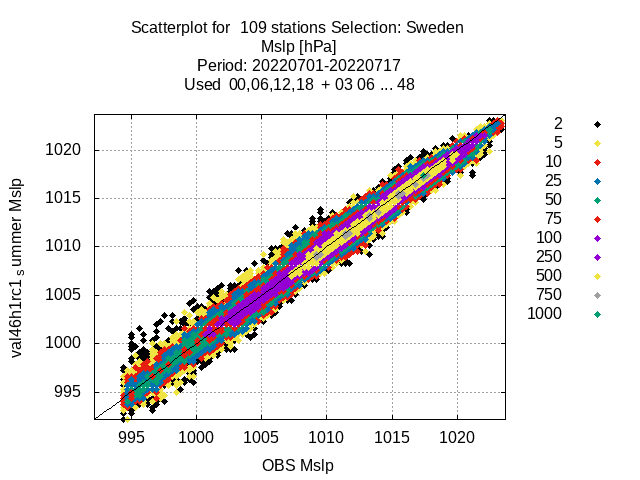 Scatterplot for 109 stations Selection: Sweden
Mslp [hPa]
Period: 20220701-20220717
Used 00,06,12,18 + 03 06 ... 48
val46h1rc1 summer Mslp
1020
1015
1010
1005
1000
995
995 1000 1005 1010 1015 1020
OBS Mslp
2
5
10
25
50
75
100
250
500
750
1000